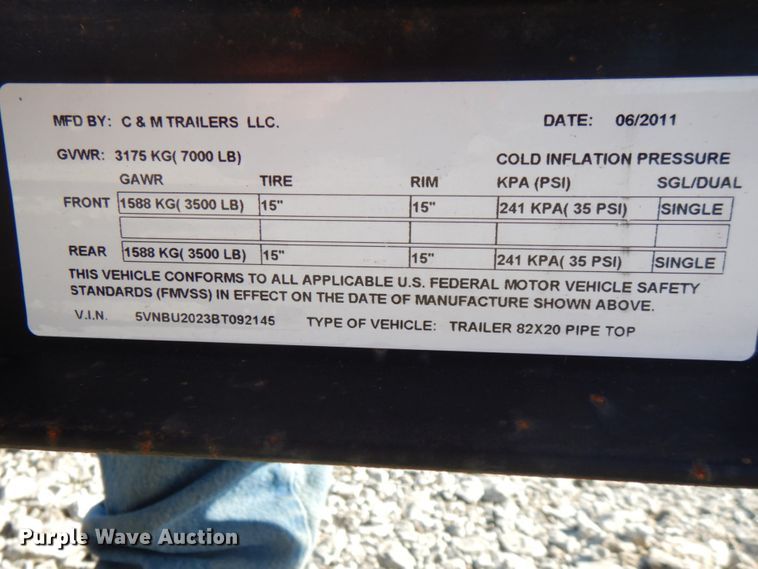 MFD BY: C & M TRAILERS LLC. DATE: 06/2011
GVWR: 3175 KG( 7000 LB) COLD INFLATION PRESSURE
GAWR TIRE RIM KPA (PSI) SGL/DUAL
FRONT 1588 KG( 3500 LB) 15" 15" 241 KPA( 35 PSI) SINGLE
REAR 1588 KG( 3500 LB) 15" 15" 241 KPA( 35 PSI) SINGLE
THIS VEHICLE CONFORMS TO ALL APPLICABLE U.S. FEDERAL MOTOR VEHICLE SAFETY
STANDARDS (FMVSS) IN EFFECT ON THE DATE OF MANUFACTURE SHOWN ABOVE.
V.I.N. 5VNBU2023BT092145 TYPE OF VEHICLE: TRAILER 82X20 PIPE TOP
Purple Wave Auction